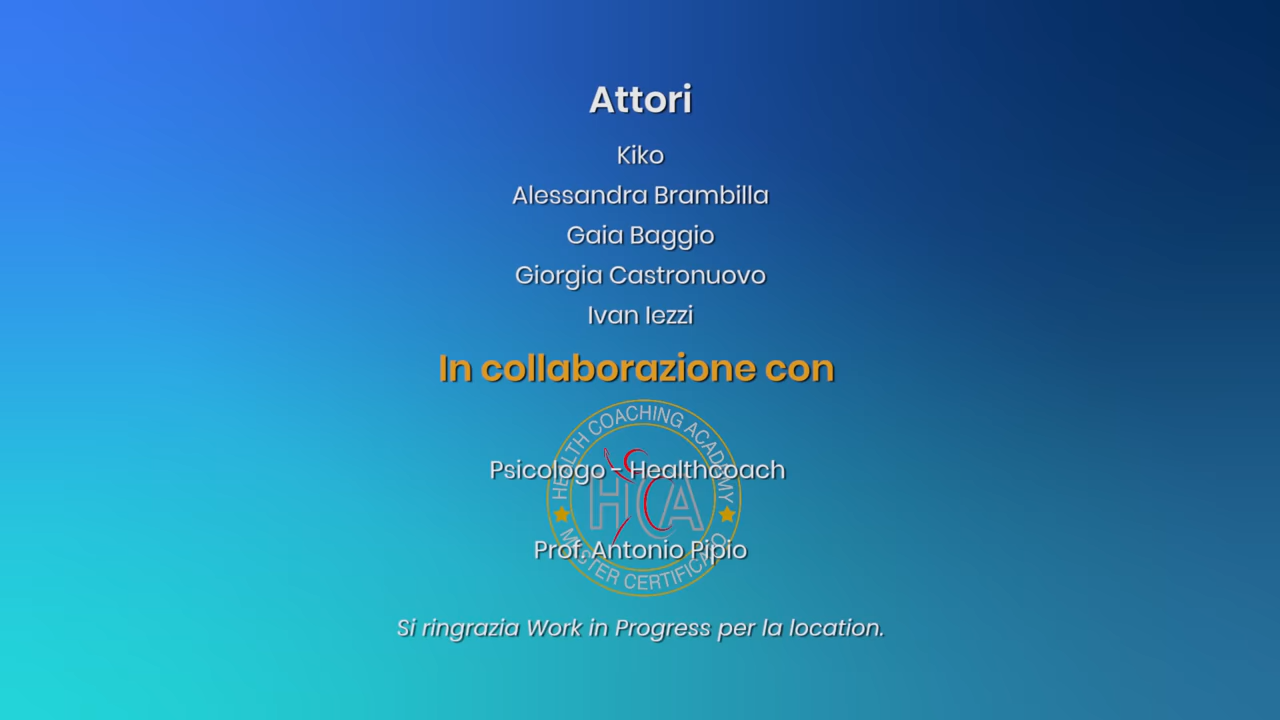 Attori
Kiko
Alessandra Brambilla
Gaia Baggio
Giorgia Castronuovo
Ivan Iezzi
In collaborazione con
HEALTH COACHING ACADEMY
Psicologo - Healthcoach
HCA
Prof. Antonio Pipio
MASTER CERTIFICATO
Si ringrazia Work in Progress per la location.